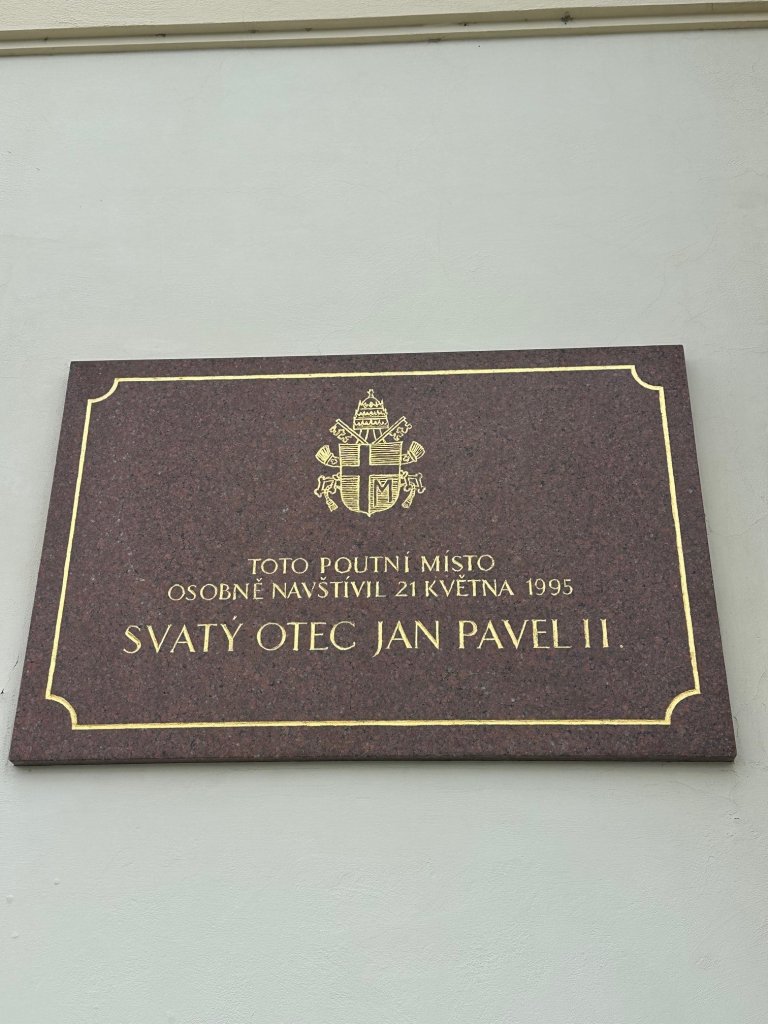 TOTO POUTNÍ MÍSTO
OSOBNĚ NAVŠTÍVIL 21 KVĚTNA 1995
SVATÝ OTEC JAN PAVEL II.